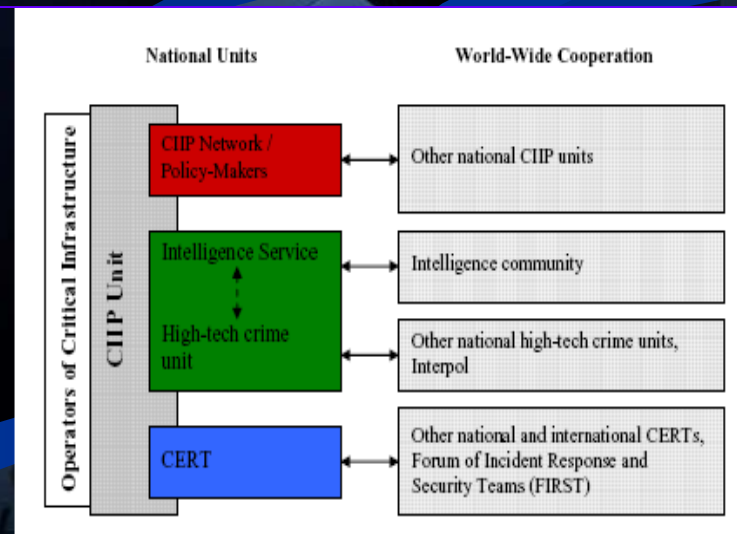 National Units
World-Wide Cooperation
Operators of Critical Infrastructure
CIIP Unit
CIIP Network /
Policy-Makers
Other national CIIP units
Intelligence Service
Intelligence community
High-tech crime
unit
Other national high-tech crime units,
Interpol
CERT
Other national and international CERTs,
Forum of Incident Response and
Security Teams (FIRST)